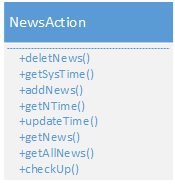 NewsAction
+deletNews()
+getSysTime()
+addNews()
+getNTime()
+updateTime()
+getNews()
+getAllNews()
+checkUp()